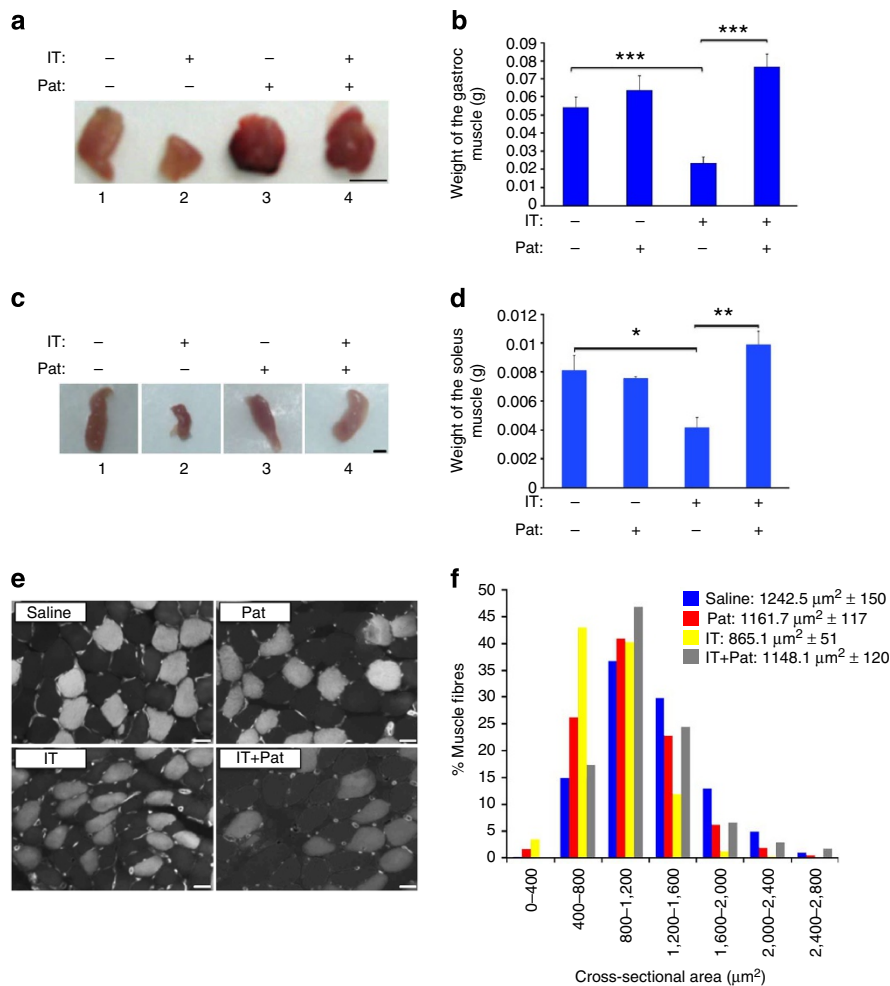 a
IT: – + – +
Pat: – – + +
1 2 3 4
b
Weight of the gastroc
muscle (g)
0.09
0.08
0.07
0.06
0.05
0.04
0.03
0.02
0.01
0
***
***
IT: – – + +
Pat: – + – +
c
IT: – + – +
Pat: – – + +
1 2 3 4
d
Weight of the soleus
muscle (g)
0.012
0.010
0.008
0.006
0.004
0.002
0
*
**
IT: – – + +
Pat: – + – +
e
Saline
Pat
IT
IT+Pat
f
% Muscle fibres
50
45
40
35
30
25
20
15
10
5
0
Saline: 1242.5 µm² ± 150
Pat: 1161.7 µm² ± 117
IT: 865.1 µm² ± 51
IT+Pat: 1148.1 µm² ± 120
0–400
400–800
800–1,200
1,200–1,600
1,600–2,000
2,000–2,400
2,400–2,800
Cross-sectional area (µm²)